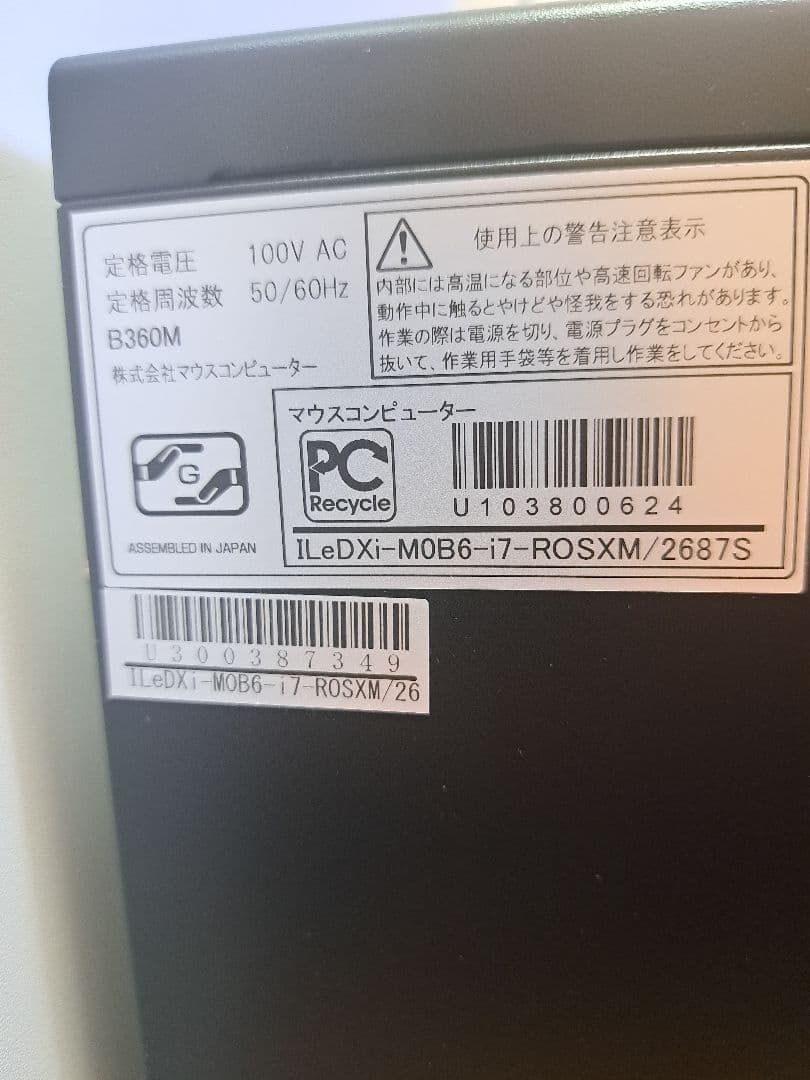 定格電圧 100V AC
定格周波数 50/60Hz
B360M
株式会社マウスコンピューター
使用上の警告注意表示
内部には高温になる部位や高速回転ファンがあり、
動作中に触るとやけどや怪我をする恐れがあります。
作業の際は電源を切り、電源プラグをコンセントから
抜いて、作業用手袋等を着用し作業をしてください。
G
ASSEMBLED IN JAPAN
マウスコンピューター
PC
Recycle
U103800624
ILeDXi-M0B6-i7-ROSXM/2687S
U300387349
ILeDXi-M0B6-i7-ROSXM/26